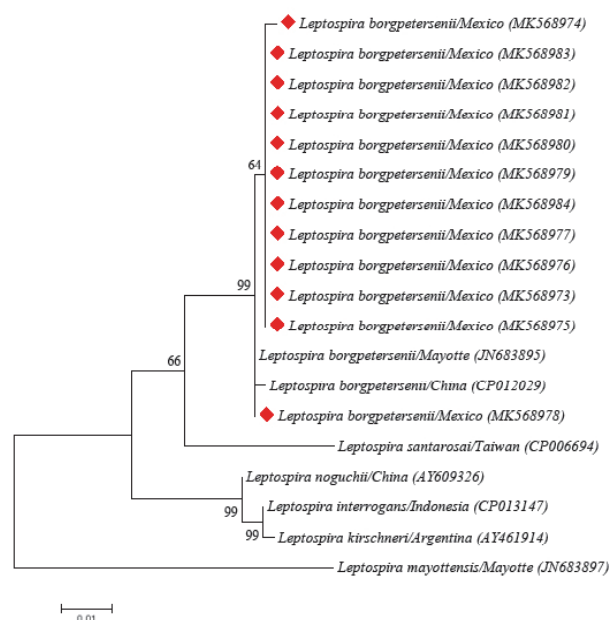 Leptospira borgpetersenii/Mexico (MK568974)
Leptospira borgpetersenii/Mexico (MK568983)
Leptospira borgpetersenii/Mexico (MK568982)
Leptospira borgpetersenii/Mexico (MK568981)
Leptospira borgpetersenii/Mexico (MK568980)
64
Leptospira borgpetersenii/Mexico (MK568979)
Leptospira borgpetersenii/Mexico (MK568984)
Leptospira borgpetersenii/Mexico (MK568977)
Leptospira borgpetersenii/Mexico (MK568976)
99
Leptospira borgpetersenii/Mexico (MK568973)
Leptospira borgpetersenii/Mexico (MK568975)
Leptospira borgpetersenii/Mayotte (JN683895)
66
Leptospira borgpetersenii/China (CP012029)
Leptospira borgpetersenii/Mexico (MK568978)
Leptospira santarosai/Taiwan (CP006694)
Leptospira noguchii/China (AY609326)
Leptospira interrogans/Indonesia (CP013147)
99
99
Leptospira kirschneri/Argentina (AY461914)
Leptospira mayottensis/Mayotte (JN683897)
0.01